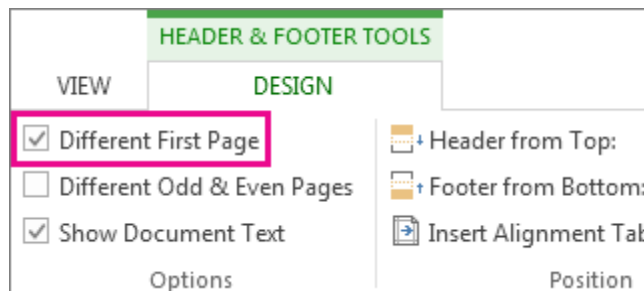 HEADER & FOOTER TOOLS
VIEW DESIGN
Different First Page
Different Odd & Even Pages
Show Document Text
Options
Header from Top:
Footer from Bottom:
Insert Alignment Tab
Position